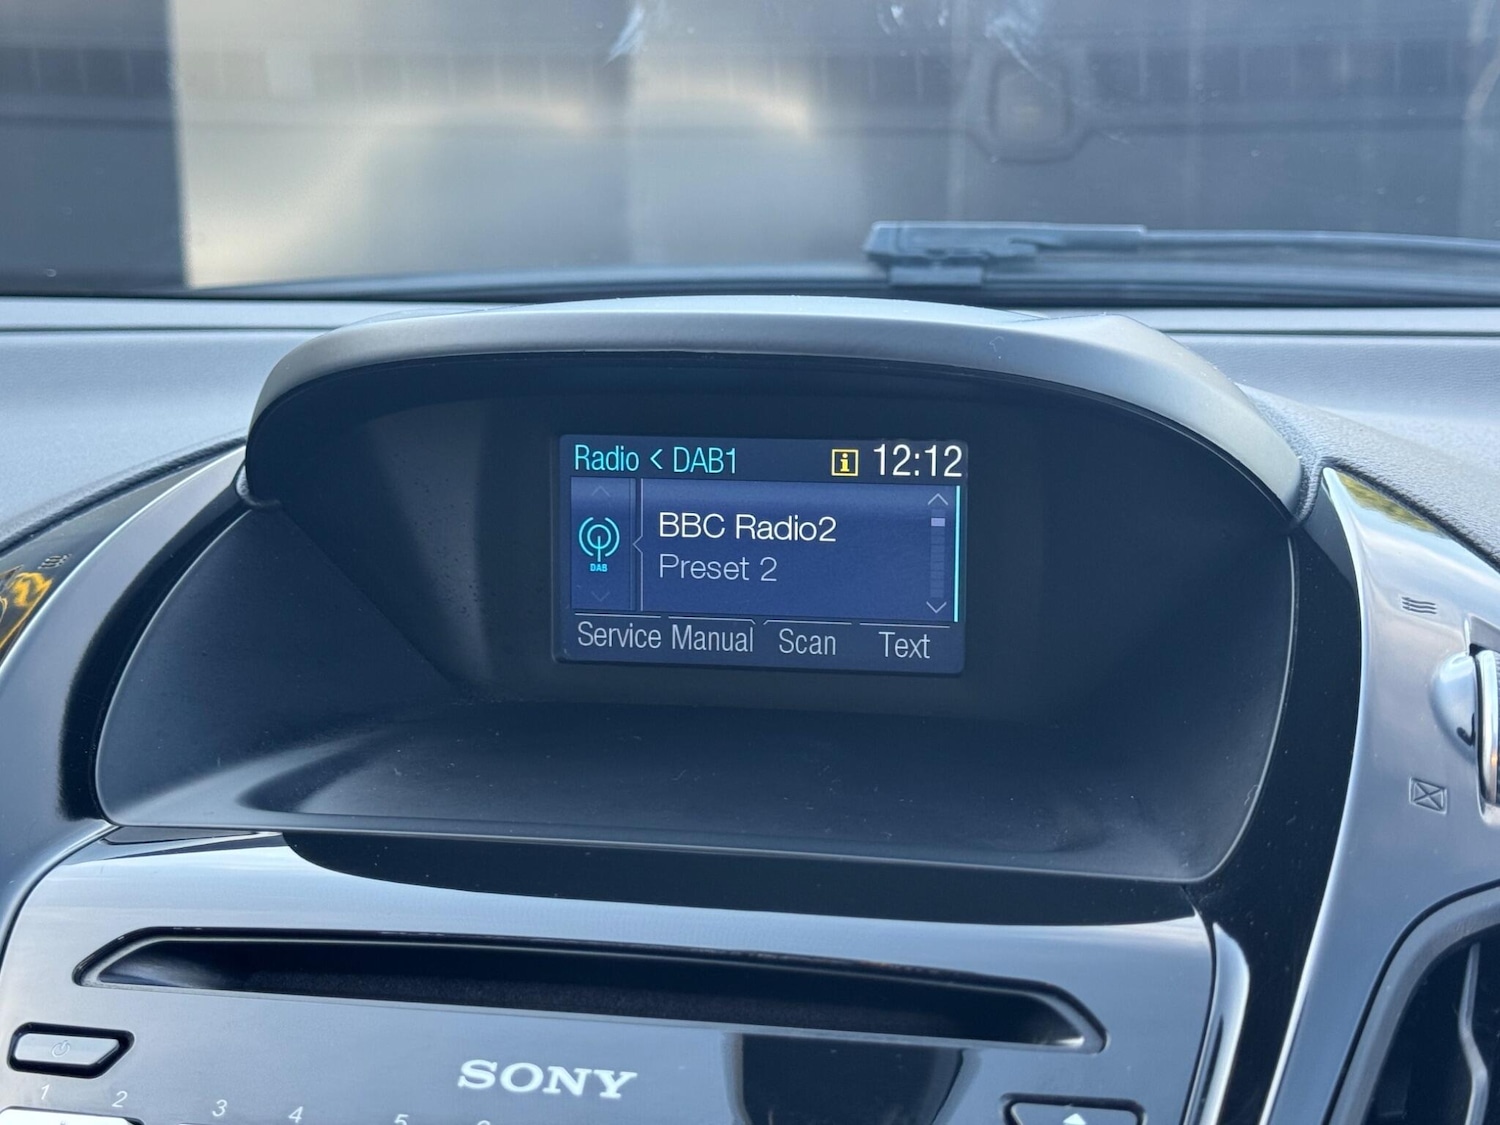 Radio < DAB1 i 12:12
BBC Radio2
DAB
Preset 2
Service Manual Scan Text
SONY
1 2 3 4 5